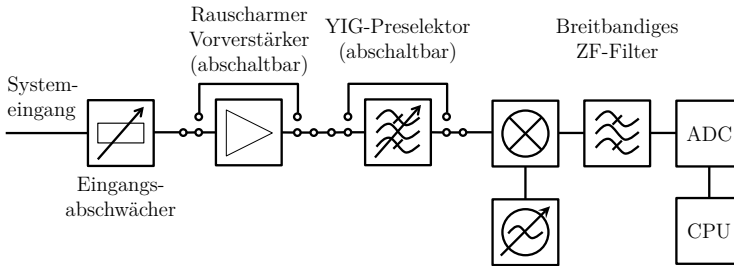 Rauscharmer
Vorverstärker
(abschaltbar)
YIG-Preselektor
(abschaltbar)
Breitbandiges
ZF-Filter
System-
eingang
Eingangs-
abschwächer
ADC
CPU